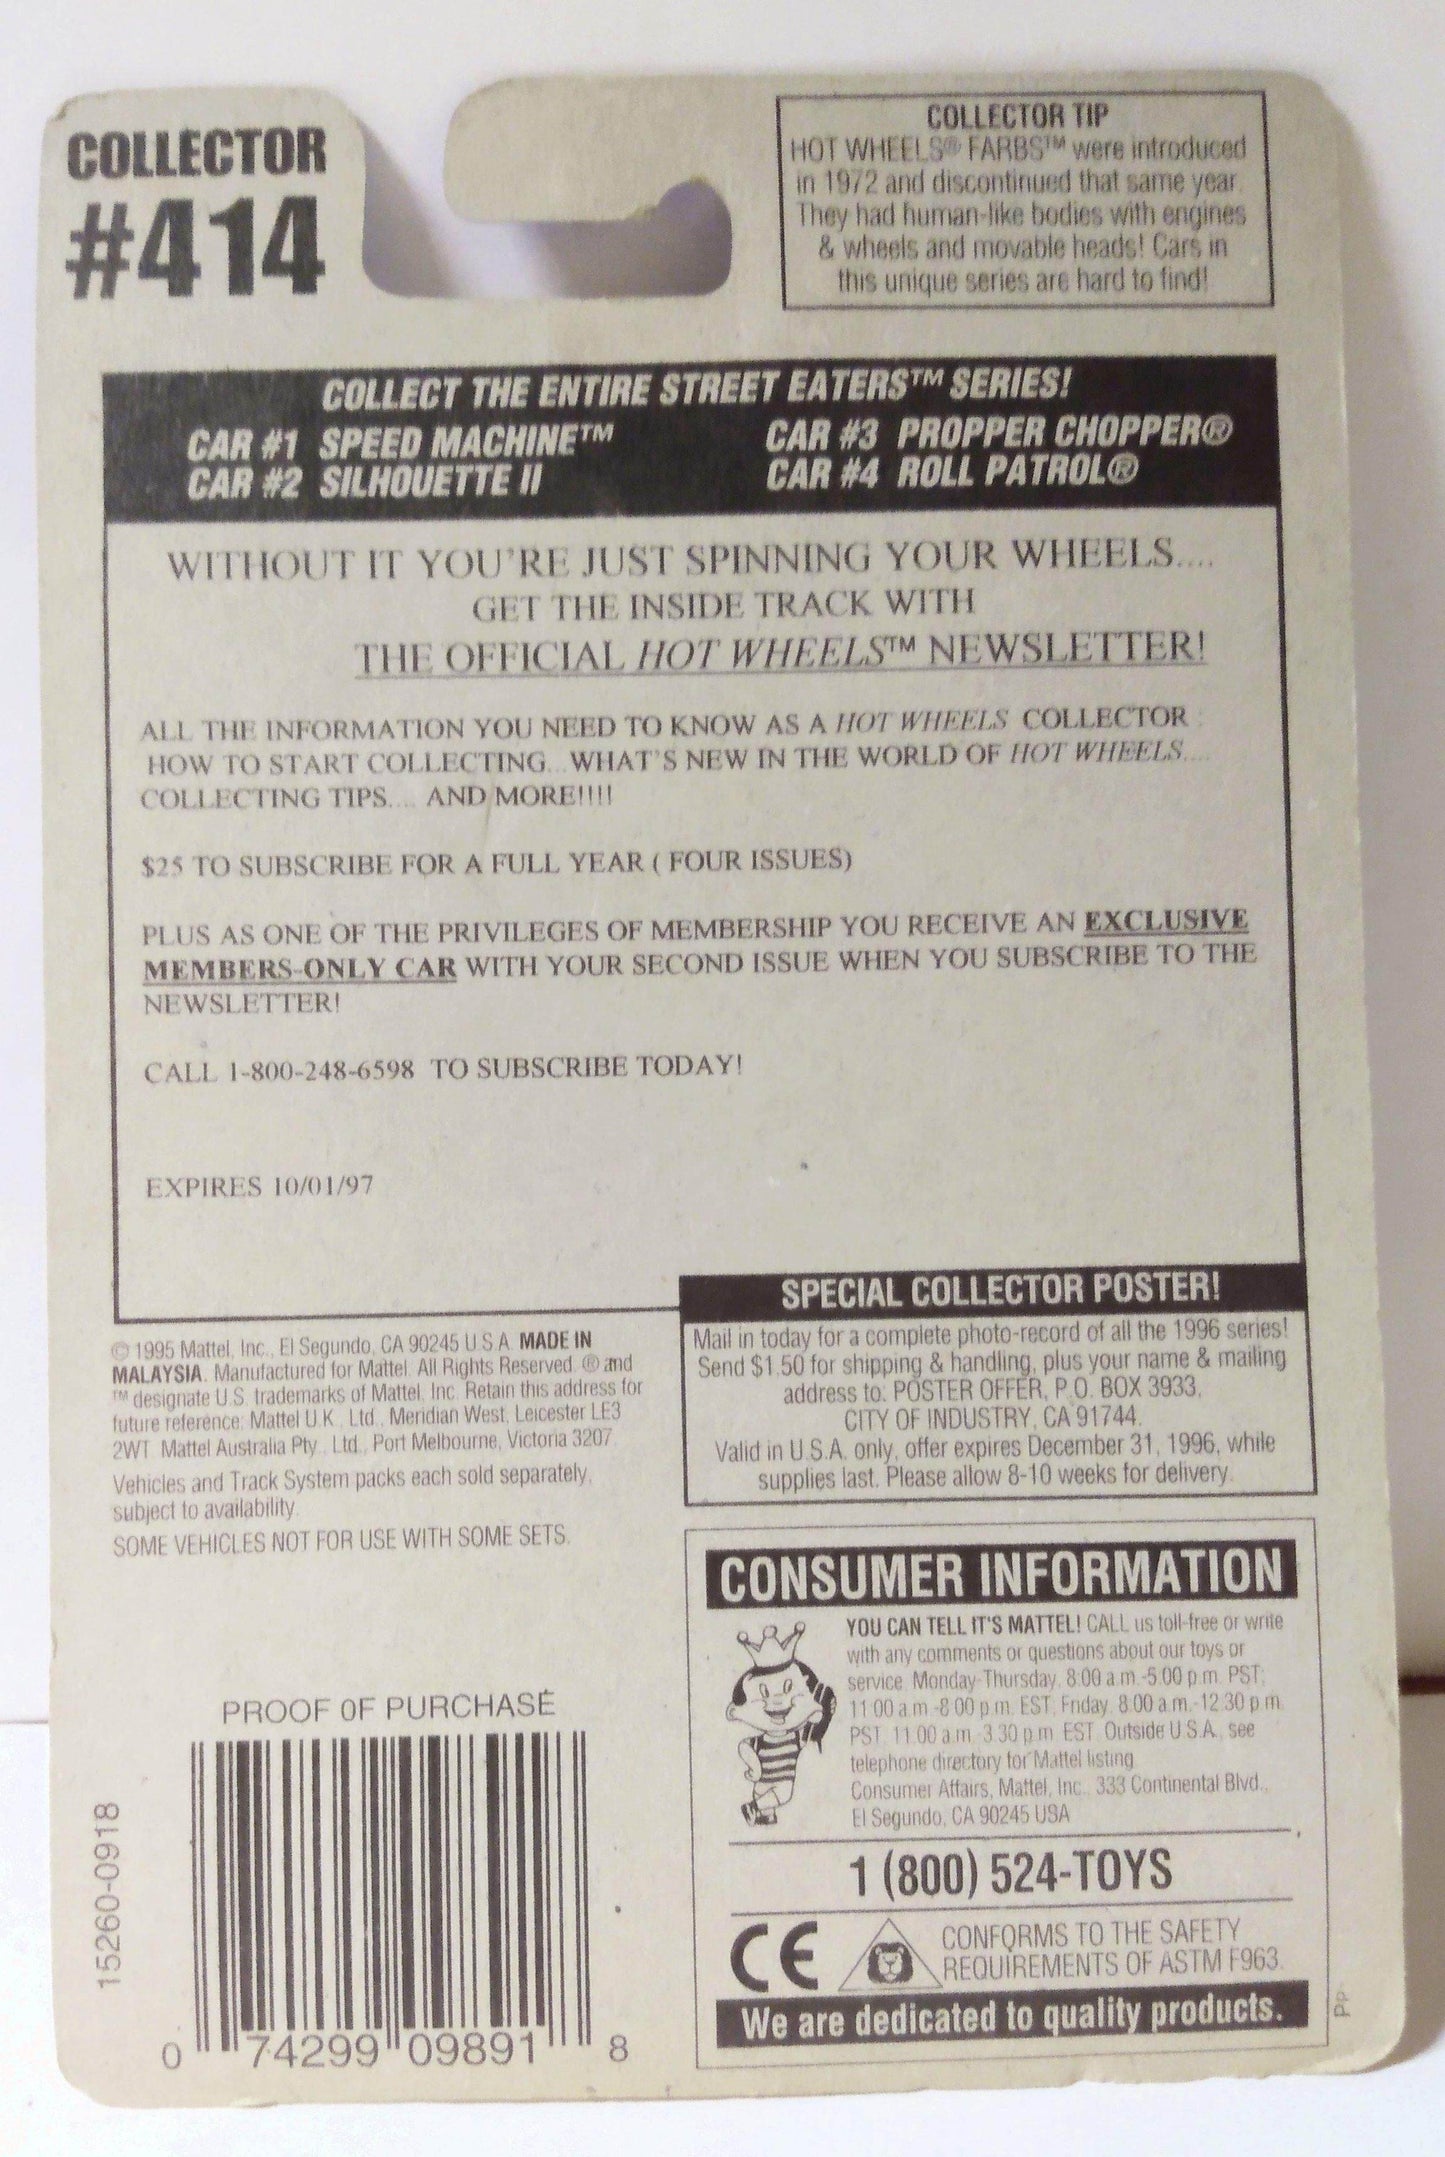 COLLECTOR
#414
COLLECTOR TIP
HOT WHEELS® FARBS™ were introduced
in 1972 and discontinued that same year.
They had human-like bodies with engines
& wheels and movable heads! Cars in
this unique series are hard to find!
COLLECT THE ENTIRE STREET EATERS™ SERIES!
CAR #1 SPEED MACHINE™
CAR #2 SILHOUETTE II
CAR #3 PROPPER CHOPPER®
CAR #4 ROLL PATROL®
WITHOUT IT YOU'RE JUST SPINNING YOUR WHEELS....
GET THE INSIDE TRACK WITH
THE OFFICIAL HOT WHEELS™ NEWSLETTER!
ALL THE INFORMATION YOU NEED TO KNOW AS A HOT WHEELS COLLECTOR :
HOW TO START COLLECTING...WHAT'S NEW IN THE WORLD OF HOT WHEELS....
COLLECTING TIPS.... AND MORE!!!!
$25 TO SUBSCRIBE FOR A FULL YEAR ( FOUR ISSUES)
PLUS AS ONE OF THE PRIVILEGES OF MEMBERSHIP YOU RECEIVE AN EXCLUSIVE
MEMBERS-ONLY CAR WITH YOUR SECOND ISSUE WHEN YOU SUBSCRIBE TO THE
NEWSLETTER!
CALL 1-800-248-6598 TO SUBSCRIBE TODAY!
EXPIRES 10/01/97
SPECIAL COLLECTOR POSTER!
Mail in today for a complete photo-record of all the 1996 series!
Send $1.50 for shipping & handling, plus your name & mailing
address to: POSTER OFFER, P.O. BOX 3933,
CITY OF INDUSTRY, CA 91744.
Valid in U.S.A. only, offer expires December 31, 1996, while
supplies last. Please allow 8-10 weeks for delivery.
© 1995 Mattel, Inc., El Segundo, CA 90245 U.S.A. MADE IN
MALAYSIA. Manufactured for Mattel. All Rights Reserved. ® and
™ designate U.S. trademarks of Mattel, Inc. Retain this address for
future reference: Mattel U.K., Ltd., Meridian West, Leicester LE3
2WT. Mattel Australia Pty., Ltd., Port Melbourne, Victoria 3207.
Vehicles and Track System packs each sold separately,
subject to availability.
SOME VEHICLES NOT FOR USE WITH SOME SETS.
CONSUMER INFORMATION
YOU CAN TELL IT'S MATTEL! CALL us toll-free or write
with any comments or questions about our toys or
service. Monday-Thursday, 8:00 a.m.-5:00 p.m. PST;
11:00 a.m.-8:00 p.m. EST, Friday, 8:00 a.m.-12:30 p.m.
PST, 11:00 a.m.-3:30 p.m. EST. Outside U.S.A., see
telephone directory for Mattel listing.
Consumer Affairs, Mattel, Inc., 333 Continental Blvd.,
El Segundo, CA 90245 USA
1 (800) 524-TOYS
CE
CONFORMS TO THE SAFETY
REQUIREMENTS OF ASTM F963.
We are dedicated to quality products.
Pp
PROOF OF PURCHASE
15260-0918
0 74299 09891 8